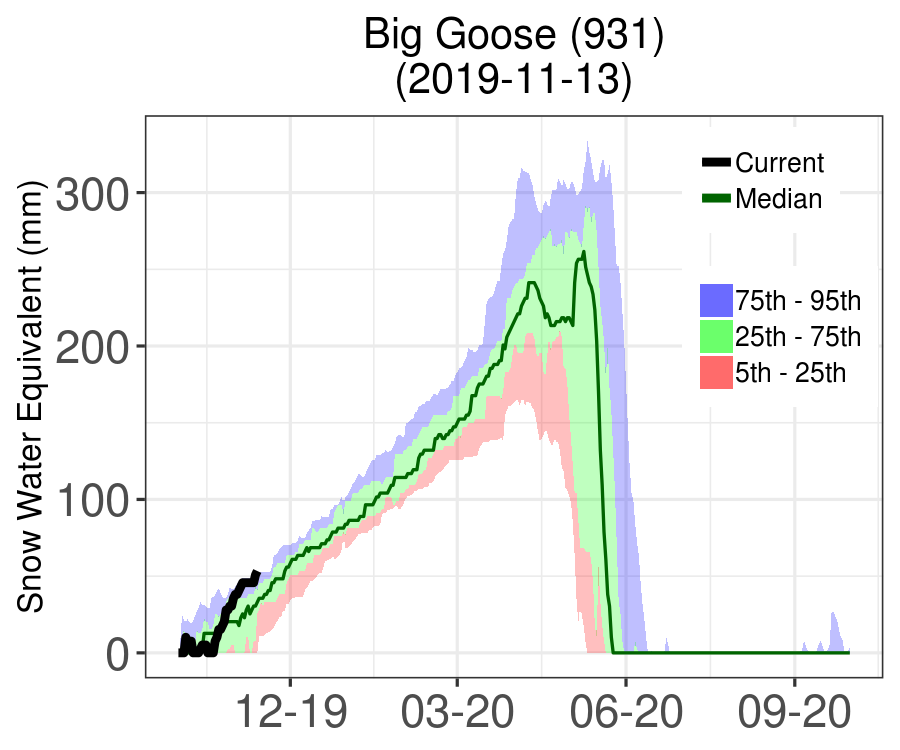 Big Goose (931)
(2019-11-13)
Snow Water Equivalent (mm)
300
200
100
0
12-19
03-20
06-20
09-20
Current
Median
75th - 95th
25th - 75th
5th - 25th